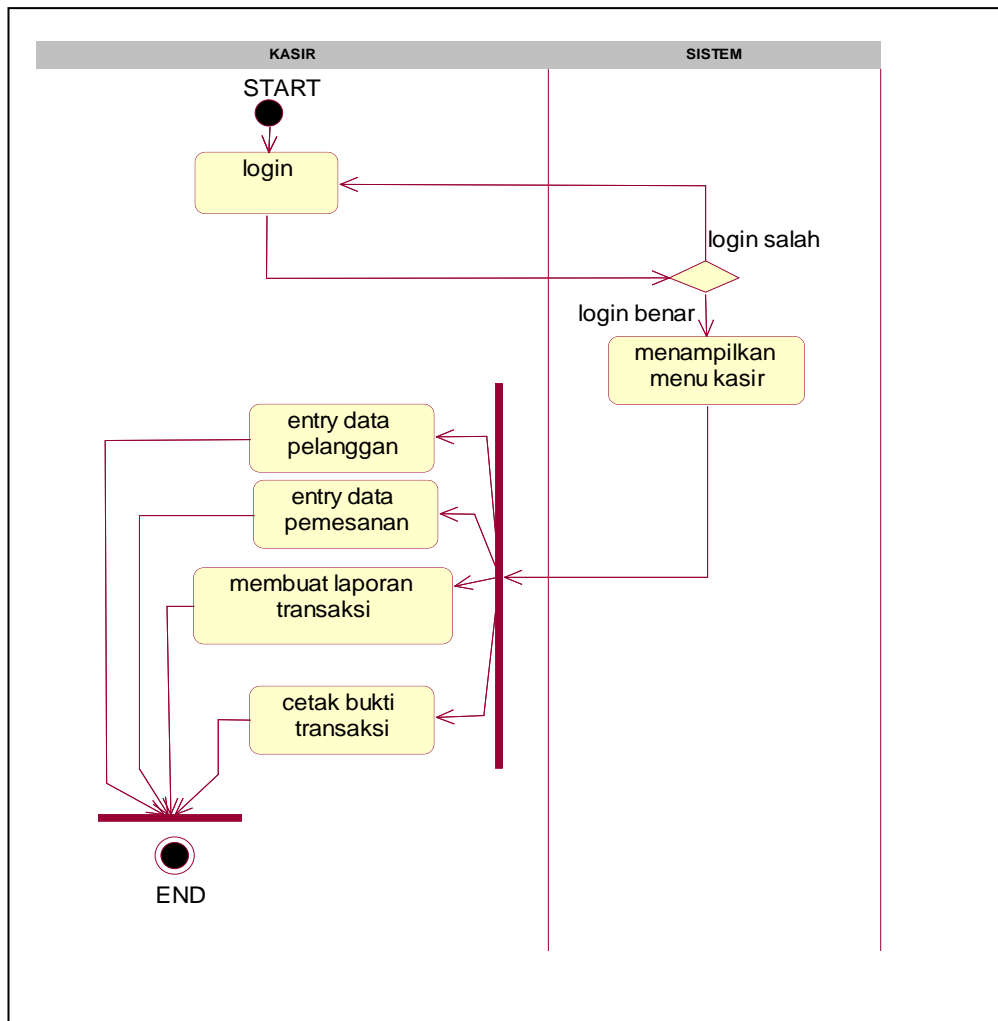 KASIR
SISTEM
START
login
login salah
login benar
menampilkan
menu kasir
entry data
pelanggan
entry data
pemesanan
membuat laporan
transaksi
cetak bukti
transaksi
END